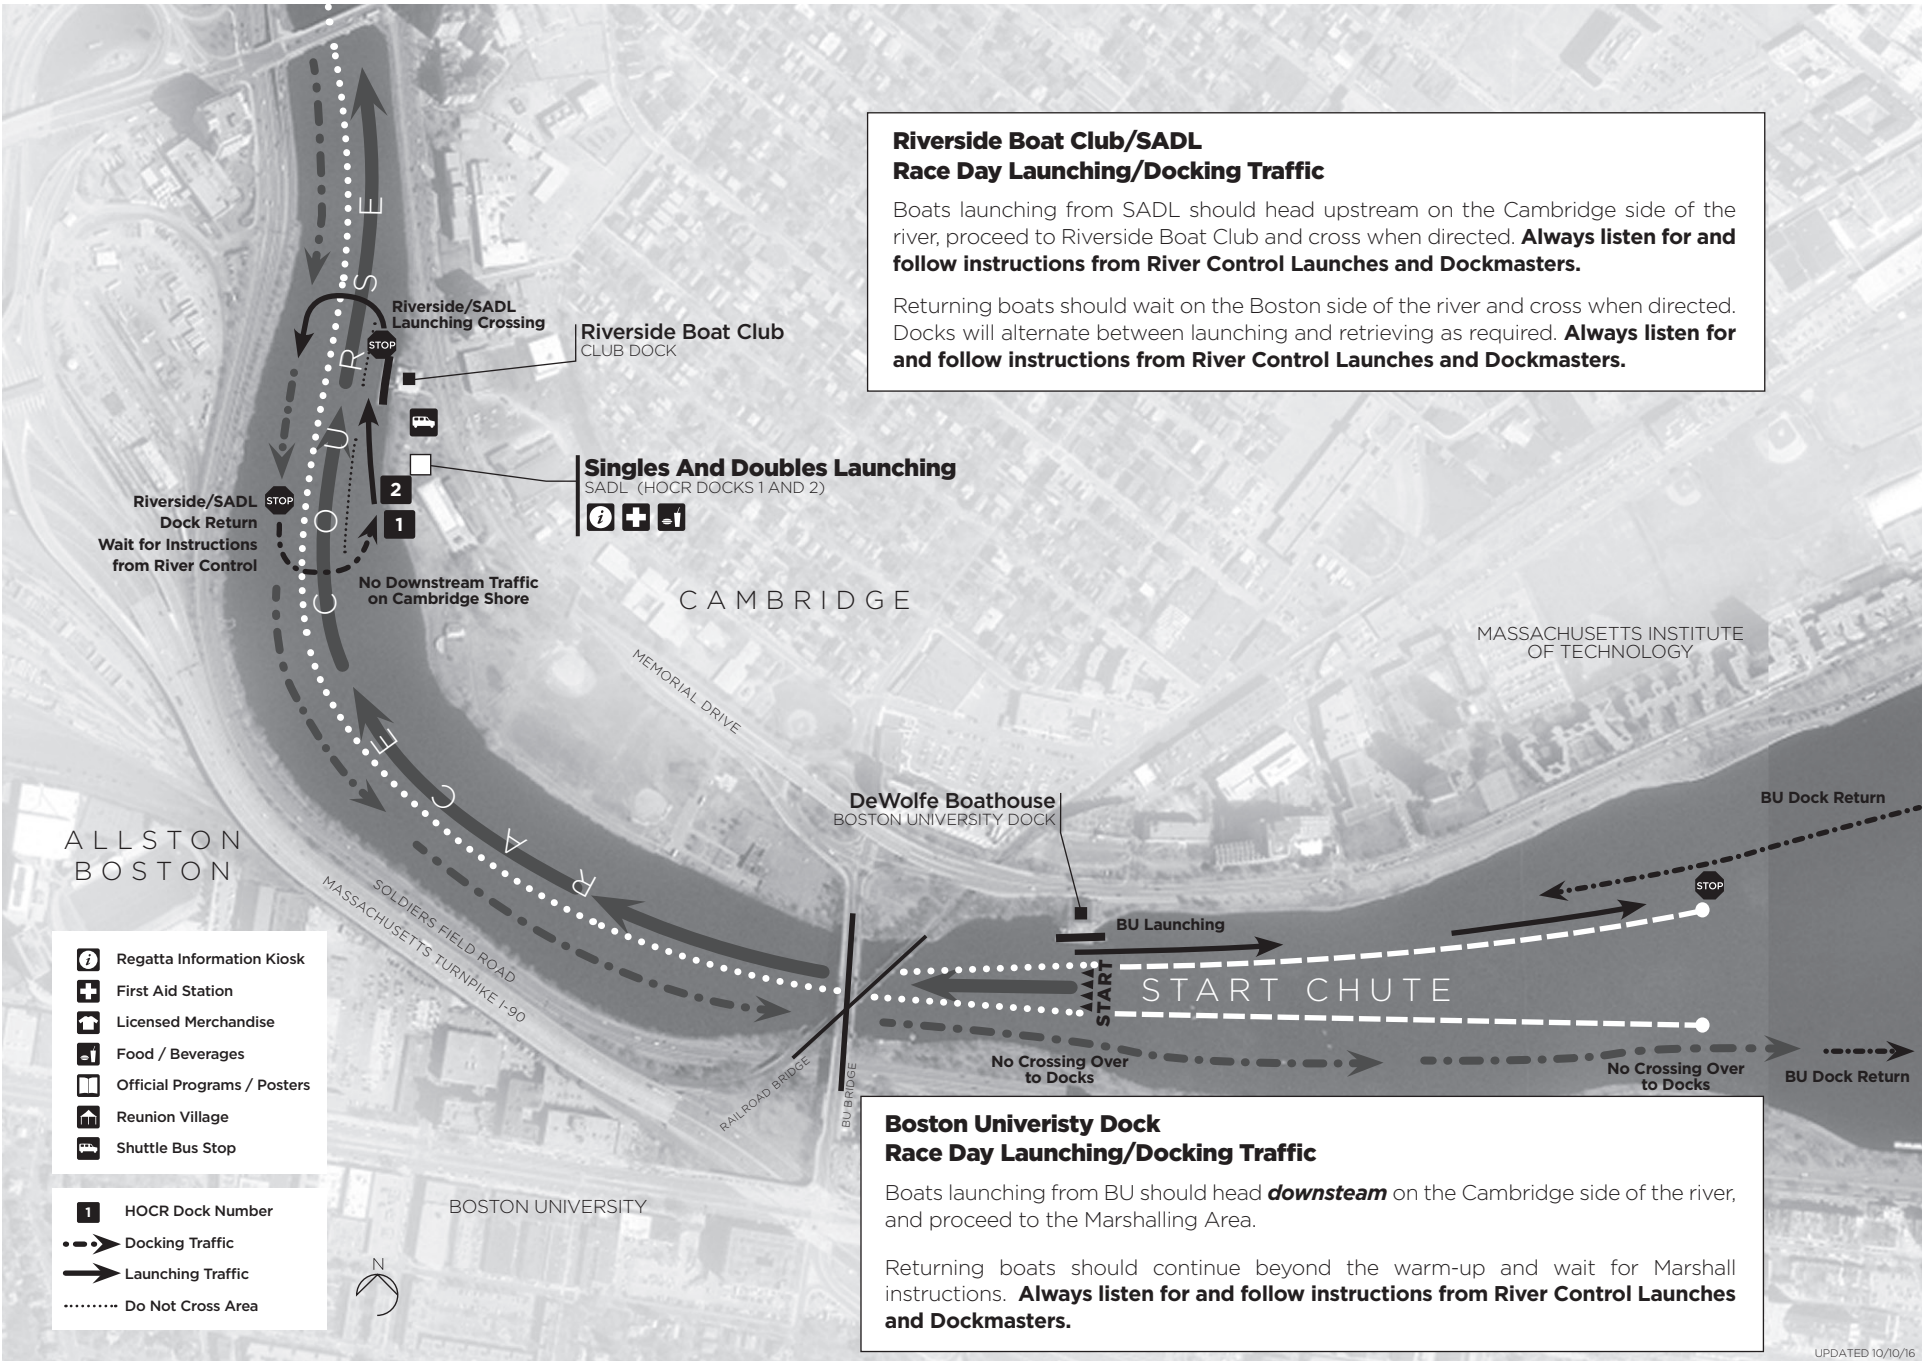 Riverside Boat Club/SADL
Race Day Launching/Docking Traffic
Boats launching from SADL should head upstream on the Cambridge side of the
river, proceed to Riverside Boat Club and cross when directed. Always listen for and
follow instructions from River Control Launches and Dockmasters.
Returning boats should wait on the Boston side of the river and cross when directed.
Docks will alternate between launching and retrieving as required. Always listen for
and follow instructions from River Control Launches and Dockmasters.
Riverside/SADL
Launching Crossing
STOP
Riverside Boat Club
CLUB DOCK
Singles And Doubles Launching
SADL (HOCR DOCKS 1 AND 2)
2
1
Riverside/SADL
Dock Return
Wait for Instructions
from River Control
STOP
No Downstream Traffic
on Cambridge Shore
RACE COURSE
CAMBRIDGE
MEMORIAL DRIVE
MASSACHUSETTS INSTITUTE
OF TECHNOLOGY
DeWolfe Boathouse
BOSTON UNIVERSITY DOCK
BU Dock Return
STOP
BU Launching
START
START CHUTE
No Crossing Over
to Docks
No Crossing Over
to Docks
BU Dock Return
ALLSTON
BOSTON
SOLDIERS FIELD ROAD
MASSACHUSETTS TURNPIKE I-90
RAILROAD BRIDGE
BU BRIDGE
BOSTON UNIVERSITY
N
Regatta Information Kiosk
First Aid Station
Licensed Merchandise
Food / Beverages
Official Programs / Posters
Reunion Village
Shuttle Bus Stop
1 HOCR Dock Number
Docking Traffic
Launching Traffic
Do Not Cross Area
Boston Univeristy Dock
Race Day Launching/Docking Traffic
Boats launching from BU should head downsteam on the Cambridge side of the river,
and proceed to the Marshalling Area.
Returning boats should continue beyond the warm-up and wait for Marshall
instructions. Always listen for and follow instructions from River Control Launches
and Dockmasters.
UPDATED 10/10/16